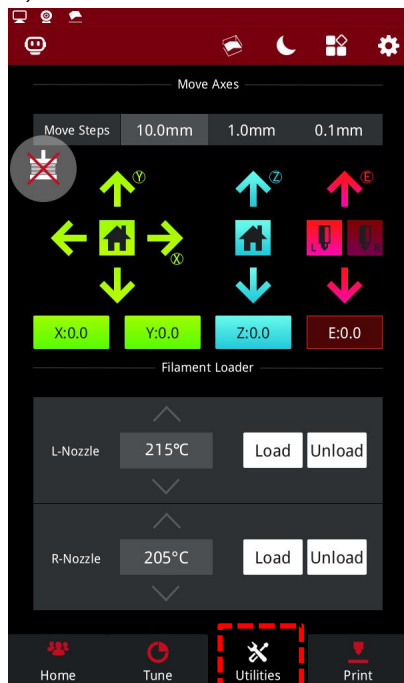 Move Axes
Move Steps 10.0mm 1.0mm 0.1mm
Y Z E
X
L R
X:0.0 Y:0.0 Z:0.0 E:0.0
Filament Loader
L-Nozzle 215℃ Load Unload
R-Nozzle 205°C Load Unload
Home Tune Utilities Print